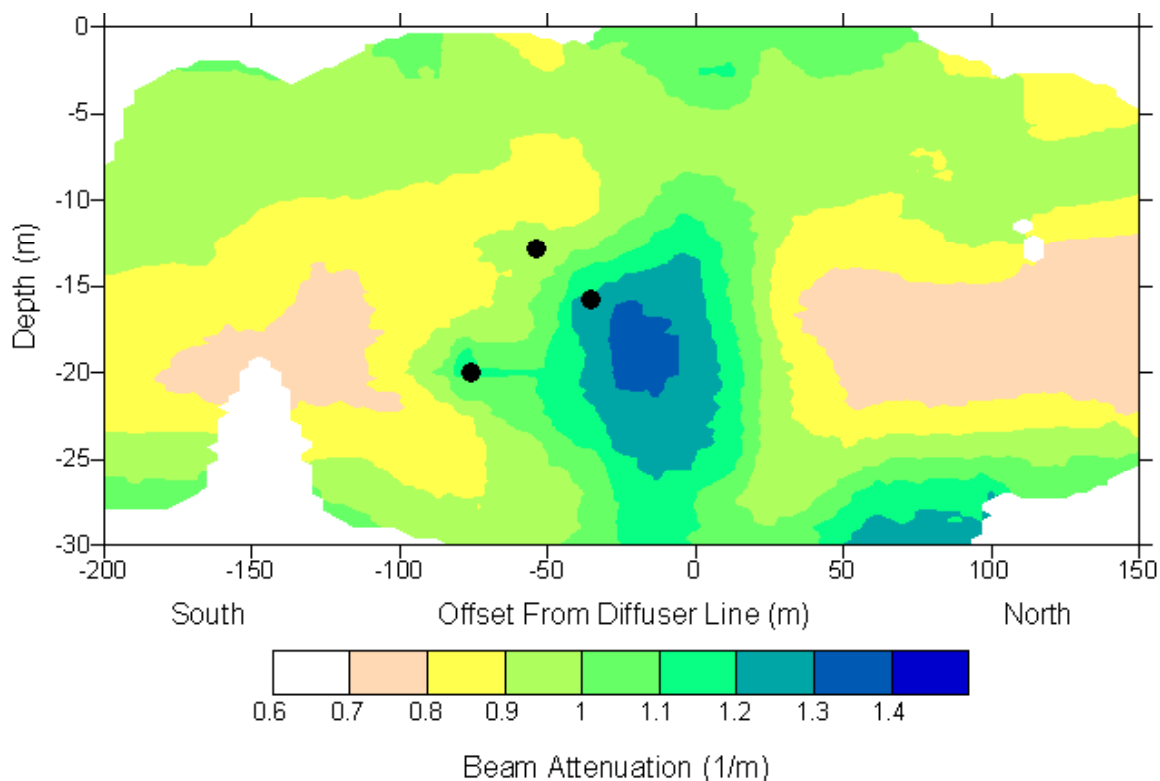 0
-5
-10
-15
-20
-25
-30
Depth (m)
-200 -150 -100 -50 0 50 100 150
South Offset From Diffuser Line (m) North
0.6 0.7 0.8 0.9 1 1.1 1.2 1.3 1.4
Beam Attenuation (1/m)